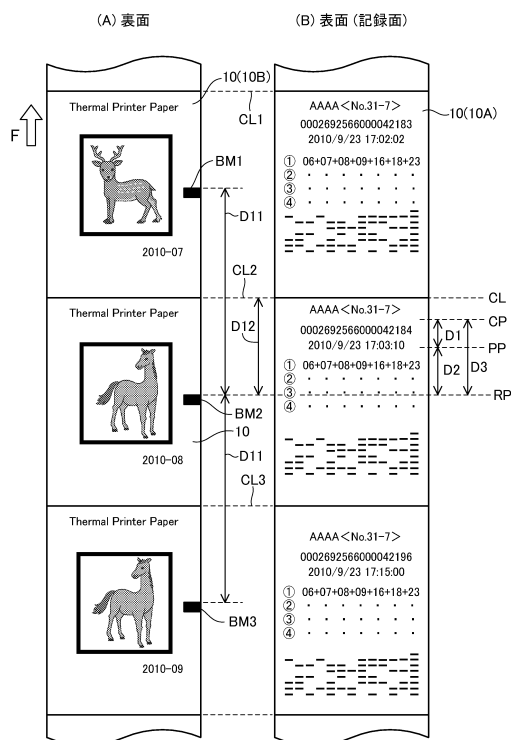 (A) 裏面
(B) 表面 (記録面)
F
10(10B)
CL1
Thermal Printer Paper
BM1
D11
2010-07
CL2
D12
Thermal Printer Paper
BM2
10
D11
2010-08
CL3
Thermal Printer Paper
BM3
2010-09
10(10A)
AAAA<No.31-7>
0002692566000042183
2010/9/23 17:02:02
① 06+07+08+09+16+18+23
② . . . . . . .
③ . . . . . . .
④ . . . . . . .
CL
AAAA<No.31-7>
CP
0002692566000042184
D1
2010/9/23 17:03:10
PP
① 06+07+08+09+16+18+23
D2
D3
② . . . . . . .
③ . . . . . . .
RP
④ . . . . . . .
AAAA<No.31-7>
0002692566000042196
2010/9/23 17:15:00
① 06+07+08+09+16+18+23
② . . . . . . .
③ . . . . . . .
④ . . . . . . .